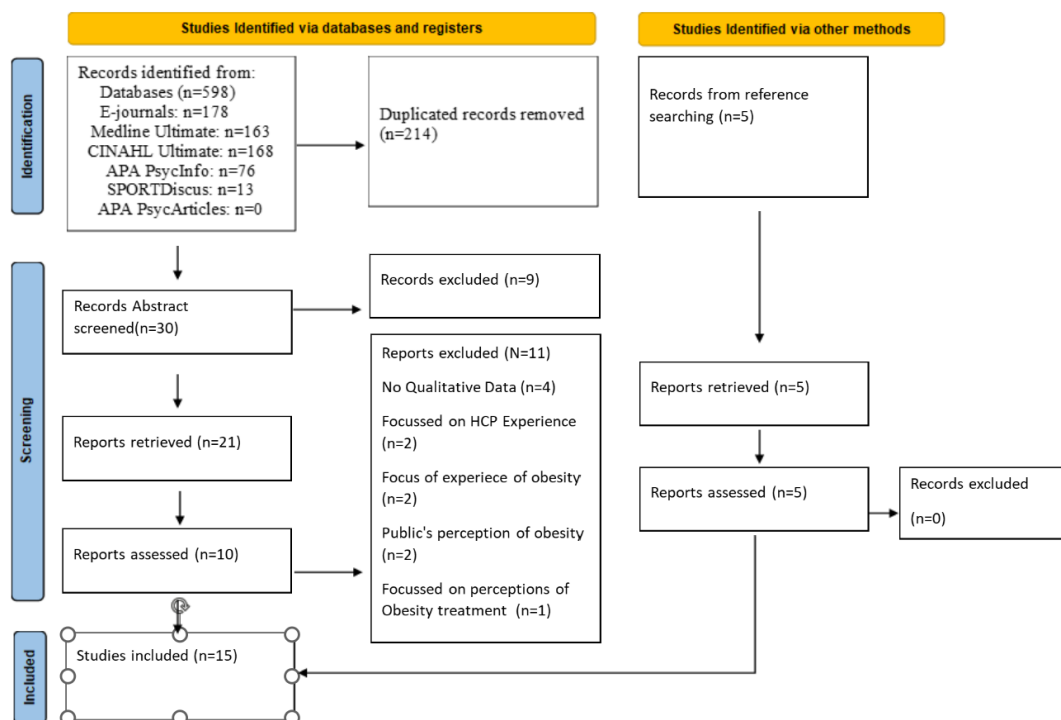 Studies Identified via databases and registers
Studies Identified via other methods
Identification
Records identified from:
Databases (n=598)
E-journals: n=178
Medline Ultimate: n=163
CINAHL Ultimate: n=168
APA PsycInfo: n=76
SPORTDiscus: n=13
APA PsycArticles: n=0
Duplicated records removed
(n=214)
Records from reference
searching (n=5)
Screening
Records Abstract
screened(n=30)
Records excluded (n=9)
Reports retrieved (n=21)
Reports assessed (n=10)
Reports excluded (N=11)
No Qualitative Data (n=4)
Focussed on HCP Experience
(n=2)
Focus of experiece of obesity
(n=2)
Public's perception of obesity
(n=2)
Focussed on perceptions of
Obesity treatment (n=1)
Reports retrieved (n=5)
Reports assessed (n=5)
Records excluded
(n=0)
Included
Studies included (n=15)